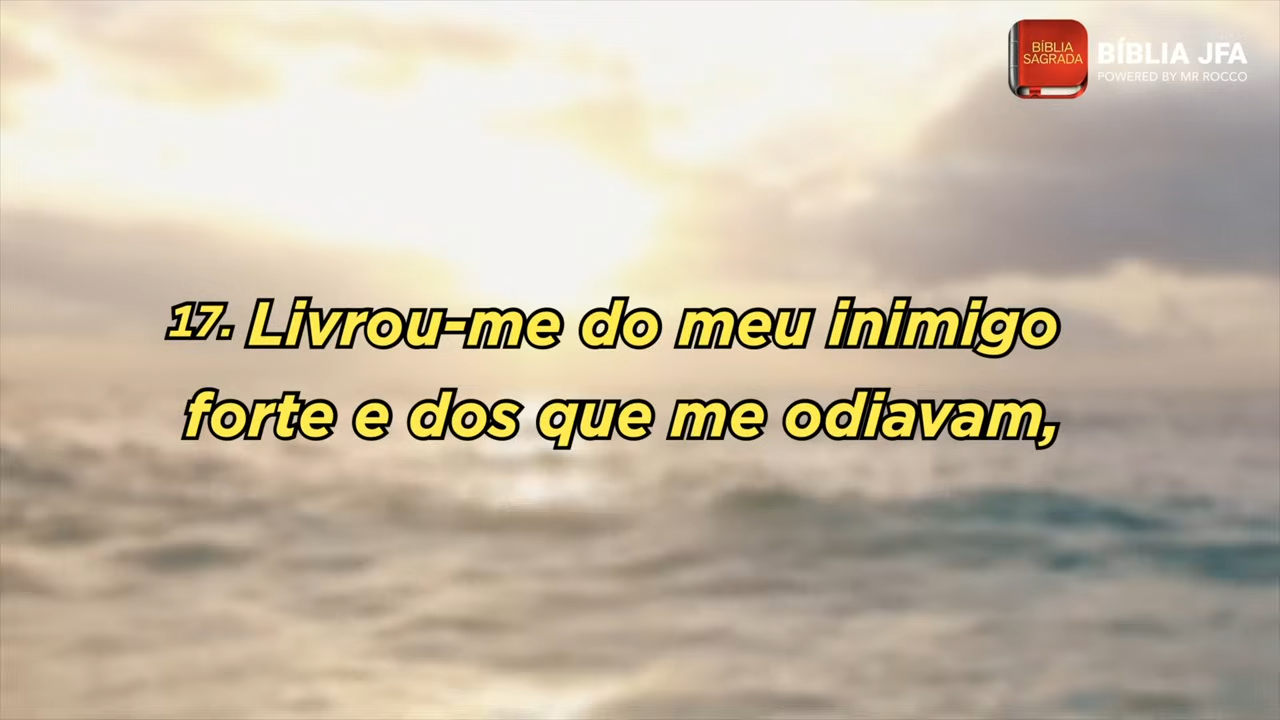 BÍBLIA
SAGRADA
BÍBLIA JFA
POWERED BY MR ROCCO
17. Livrou-me do meu inimigo
forte e dos que me odiavam,